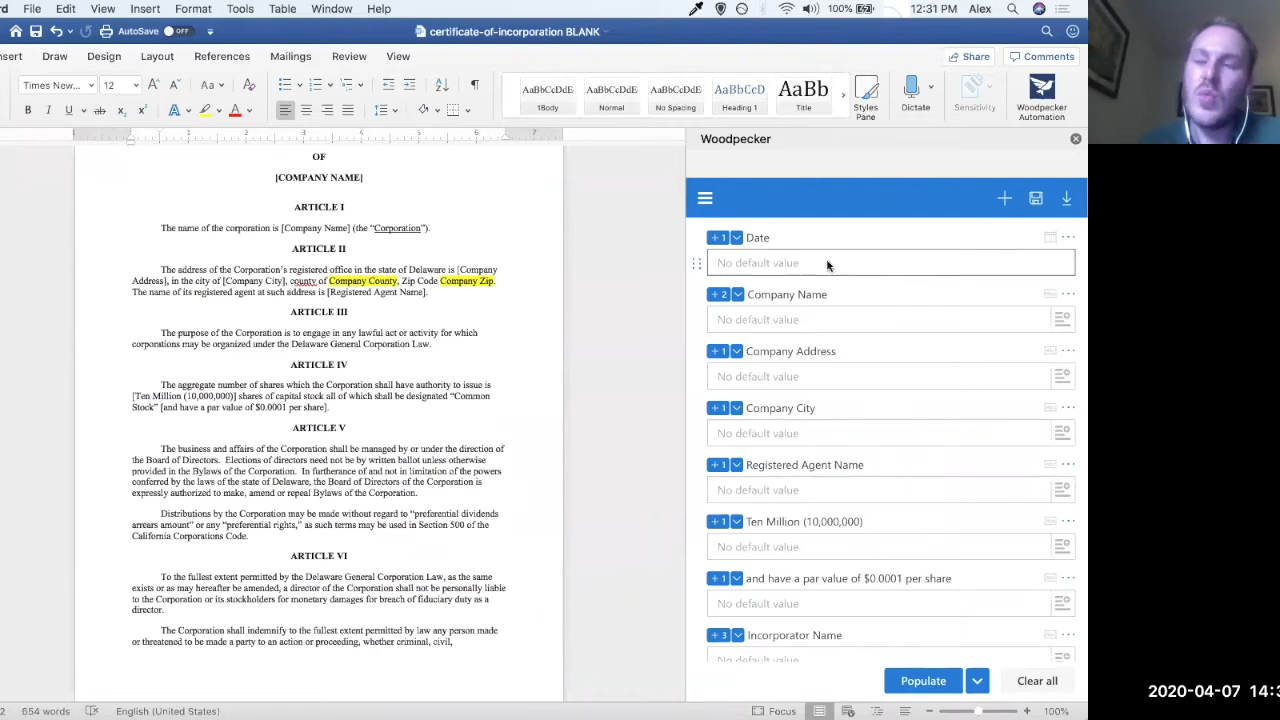 100%
12:31 PM
Alex
AutoSave
OFF
certificate-of-incorporation BLANK
nsert
Draw
Design
Layout
References
Mailings
Review
View
Share
Comments
Times New...
12
Aa
AaBbCcDdE
AaBbCcDdE
AaBbCcDdE
AaBbCcDd
AaBb
1Body
Normal
No Spacing
Heading 1
Title
Styles
Pane
Dictate
Sensitivity
Woodpecker
Automation
1 2 3 4 5 6 7
OF
[COMPANY NAME]
ARTICLE I
The name of the corporation is [Company Name] (the “Corporation”).
ARTICLE II
The address of the Corporation’s registered office in the state of Delaware is [Company
Address], in the city of [Company City], county of Company County, Zip Code Company Zip.
The name of its registered agent at such address is [Registered Agent Name].
ARTICLE III
The purpose of the Corporation is to engage in any lawful act or activity for which
corporations may be organized under the Delaware General Corporation Law.
ARTICLE IV
The aggregate number of shares which the Corporation shall have authority to issue is
[Ten Million (10,000,000)] shares of capital stock all of which shall be designated “Common
Stock” [and have a par value of $0.0001 per share].
ARTICLE V
The business and affairs of the Corporation shall be managed by or under the direction of
the Board of Directors. Elections of directors need not be by written ballot unless otherwise
provided in the Bylaws of the Corporation. In furtherance of and not in limitation of the powers
conferred by the laws of the state of Delaware, the Board of Directors of the Corporation is
expressly authorized to make, amend or repeal Bylaws of the Corporation.
Distributions by the Corporation may be made without regard to “preferential dividends
arrears amount” or any “preferential rights,” as such terms may be used in Section 500 of the
California Corporations Code.
ARTICLE VI
To the fullest extent permitted by the Delaware General Corporation Law, as the same
exists or as may hereafter be amended, a director of the Corporation shall not be personally liable
to the Corporation or its stockholders for monetary damages for breach of fiduciary duty as a
director.
The Corporation shall indemnify to the fullest extent permitted by law any person made
or threatened to be made a party to an action or proceeding, whether criminal, civil,
Woodpecker
+ 1 Date
No default value
+ 2 Company Name
No default value
+ 1 Company Address
No default value
+ 1 Company City
No default value
+ 1 Registered Agent Name
No default value
+ 1 Ten Million (10,000,000)
No default value
+ 1 and have a par value of $0.0001 per share
No default value
+ 3 Incorporator Name
No default value
Populate
Clear all
2020-04-07 14:3
2
654 words
English (United States)
Focus
100%